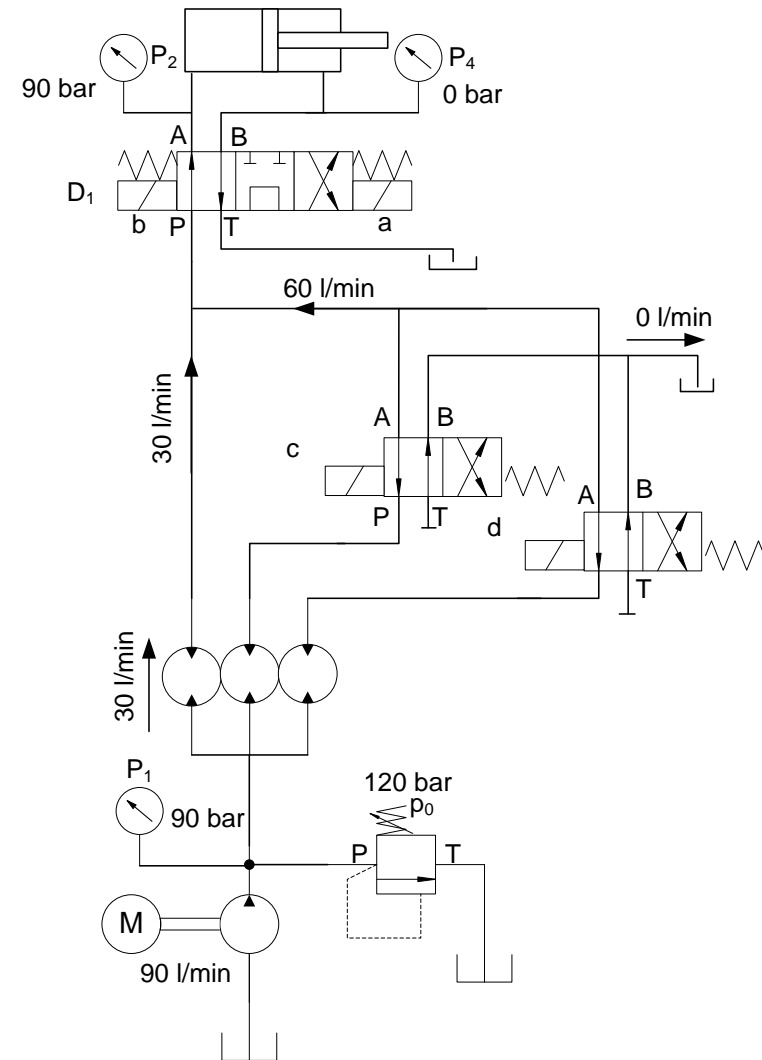 P2
P4
90 bar
0 bar
A
B
D1
b
P
T
a
60 l/min
0 l/min
30 l/min
A
B
c
P
T
d
A
B
T
30 l/min
P1
120 bar
p0
90 bar
P
T
M
90 l/min